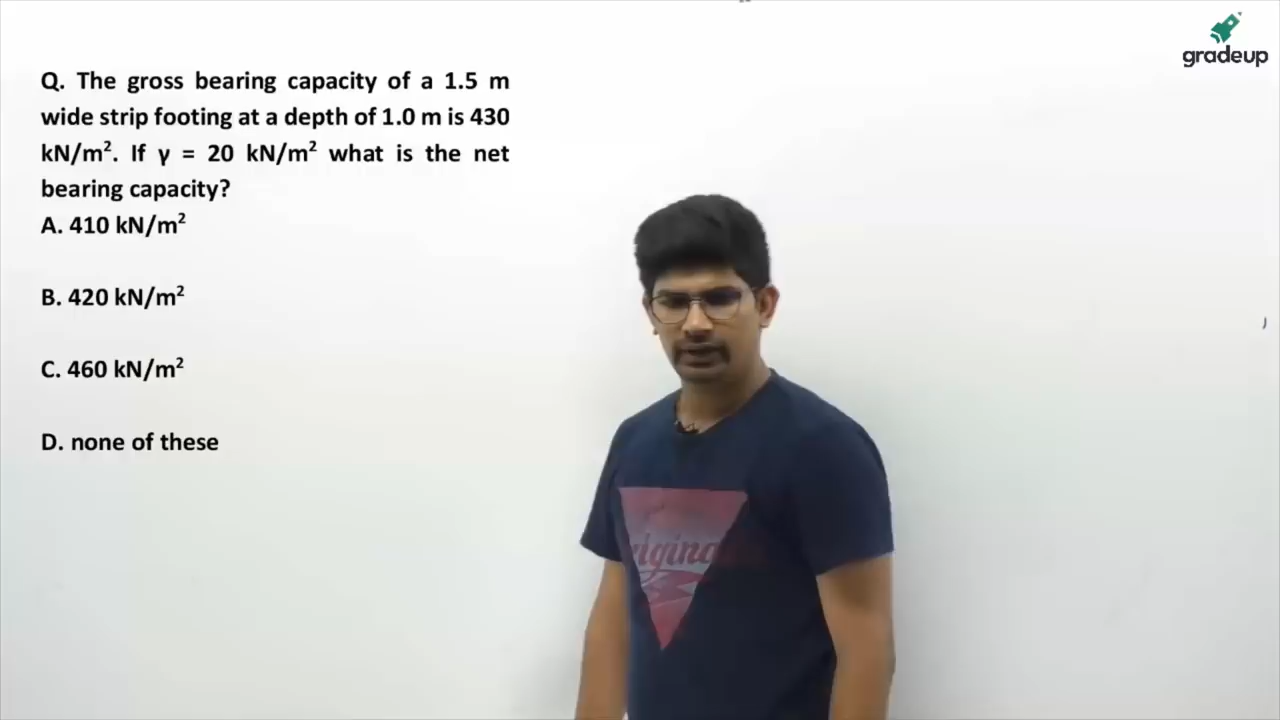 gradeup
Q. The gross bearing capacity of a 1.5 m
wide strip footing at a depth of 1.0 m is 430
kN/m². If γ = 20 kN/m² what is the net
bearing capacity?
A. 410 kN/m²
B. 420 kN/m²
C. 460 kN/m²
D. none of these